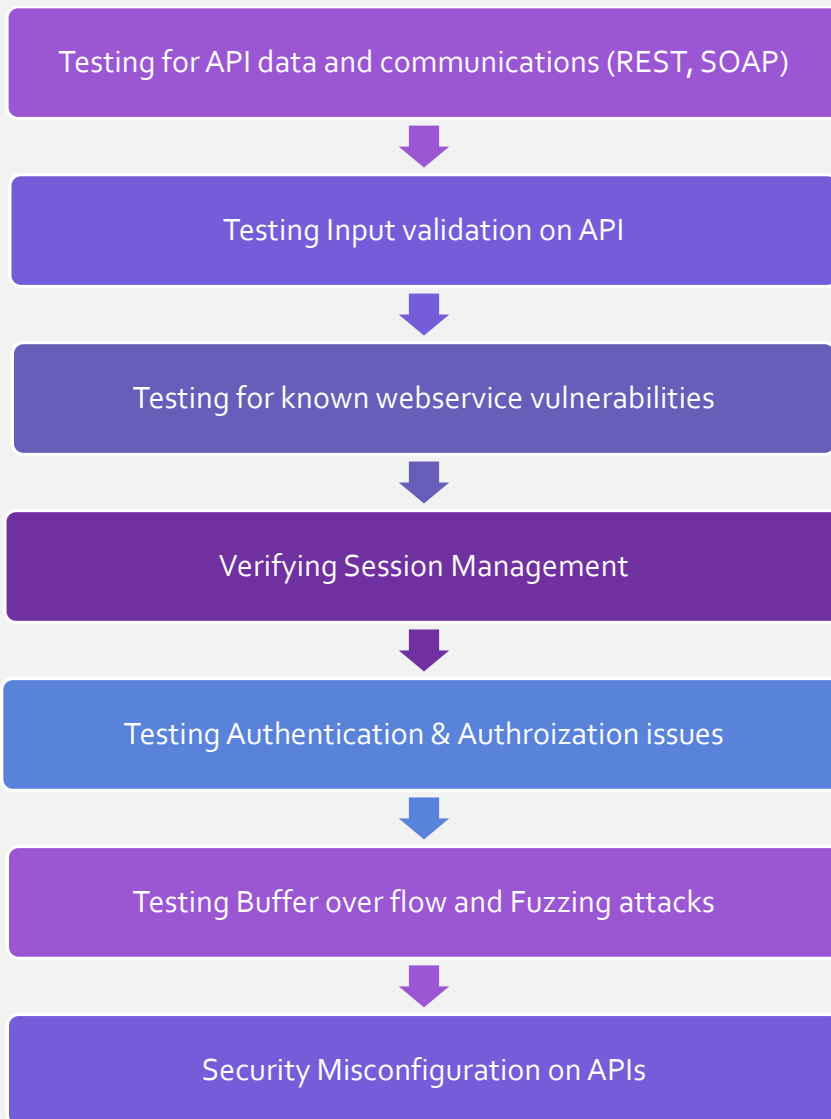 Testing for API data and communications (REST, SOAP)
Testing Input validation on API
Testing for known webservice vulnerabilities
Verifying Session Management
Testing Authentication & Authroization issues
Testing Buffer over flow and Fuzzing attacks
Security Misconfiguration on APIs